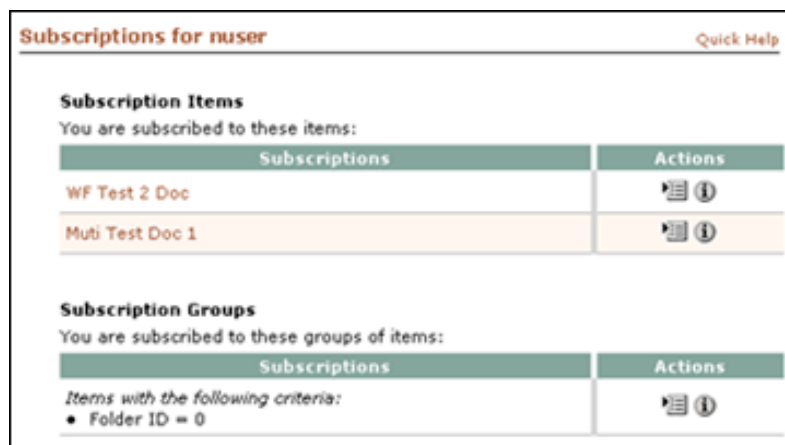 Subscriptions for nuser
Quick Help
Subscription Items
You are subscribed to these items:
Subscriptions Actions
WF Test 2 Doc
Muti Test Doc 1
Subscription Groups
You are subscribed to these groups of items:
Subscriptions Actions
Items with the following criteria:
• Folder ID = 0